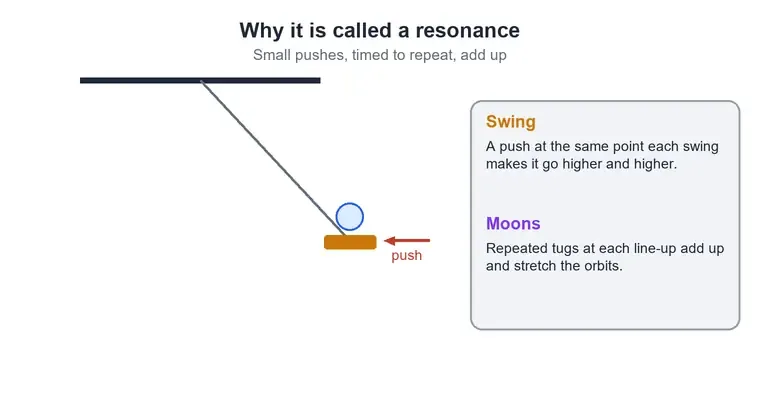 Why it is called a resonance
Small pushes, timed to repeat, add up
Swing
A push at the same point each swing
makes it go higher and higher.
push
Moons
Repeated tugs at each line-up add up
and stretch the orbits.